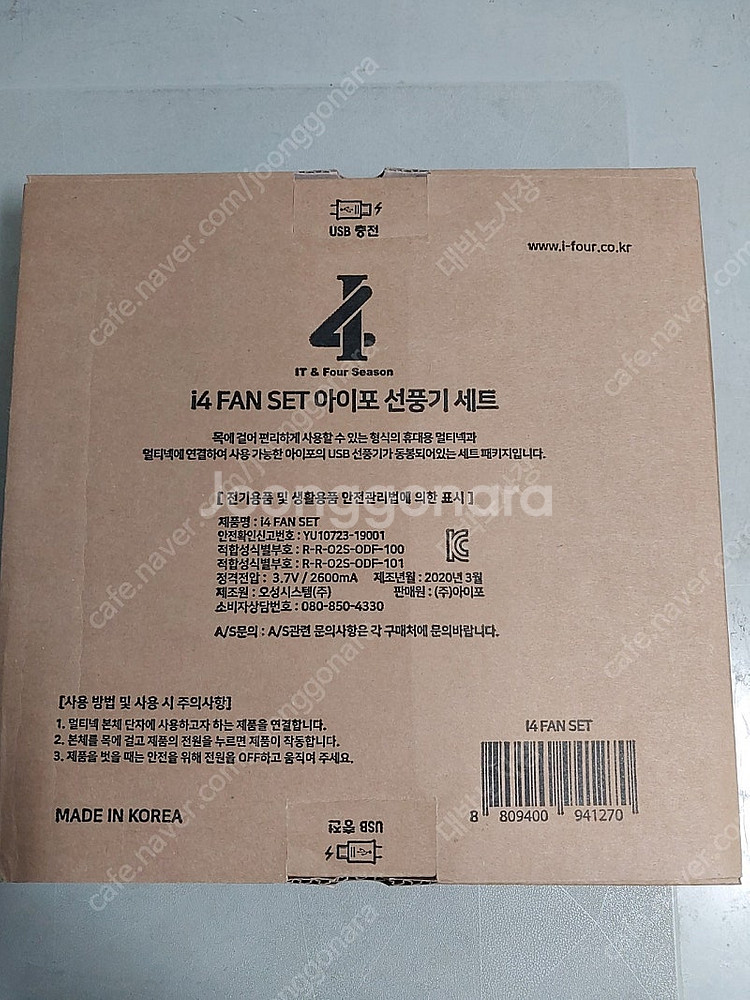 USB 충전
www.i-four.co.kr
IT & Four Season
i4 FAN SET 아이포 선풍기 세트
목에 걸어 편리하게 사용할 수 있는 형식의 휴대용 멀티넥과
멀티넥에 연결하여 사용 가능한 아이포의 USB 선풍기가 동봉되어있는 세트 패키지입니다.
[ 전기용품 및 생활용품 안전관리법에 의한 표시 ]
Joonggonara
제품명 : i4 FAN SET
안전확인신고번호 : YU10723-19001
적합성식별부호 : R-R-O2S-ODF-100
적합성식별부호 : R-R-O2S-ODF-101
정격전압 : 3.7V / 2600mA 제조년월 : 2020년 3월
제조원 : 오성시스템(주) 판매원 : (주)아이포
소비자상담번호 : 080-850-4330
A/S문의 : A/S관련 문의사항은 각 구매처에 문의바랍니다.
[사용 방법 및 사용 시 주의사항]
1. 멀티넥 본체 단자에 사용하고자 하는 제품을 연결합니다.
2. 본체를 목에 걸고 제품의 전원을 누르면 제품이 작동합니다.
3. 제품을 벗을 때는 안전을 위해 전원을 OFF하고 움직여 주세요.
MADE IN KOREA
i4 FAN SET
8 809400 941270
USB 충전
cafe.naver.com/joonggonara
대박노사장